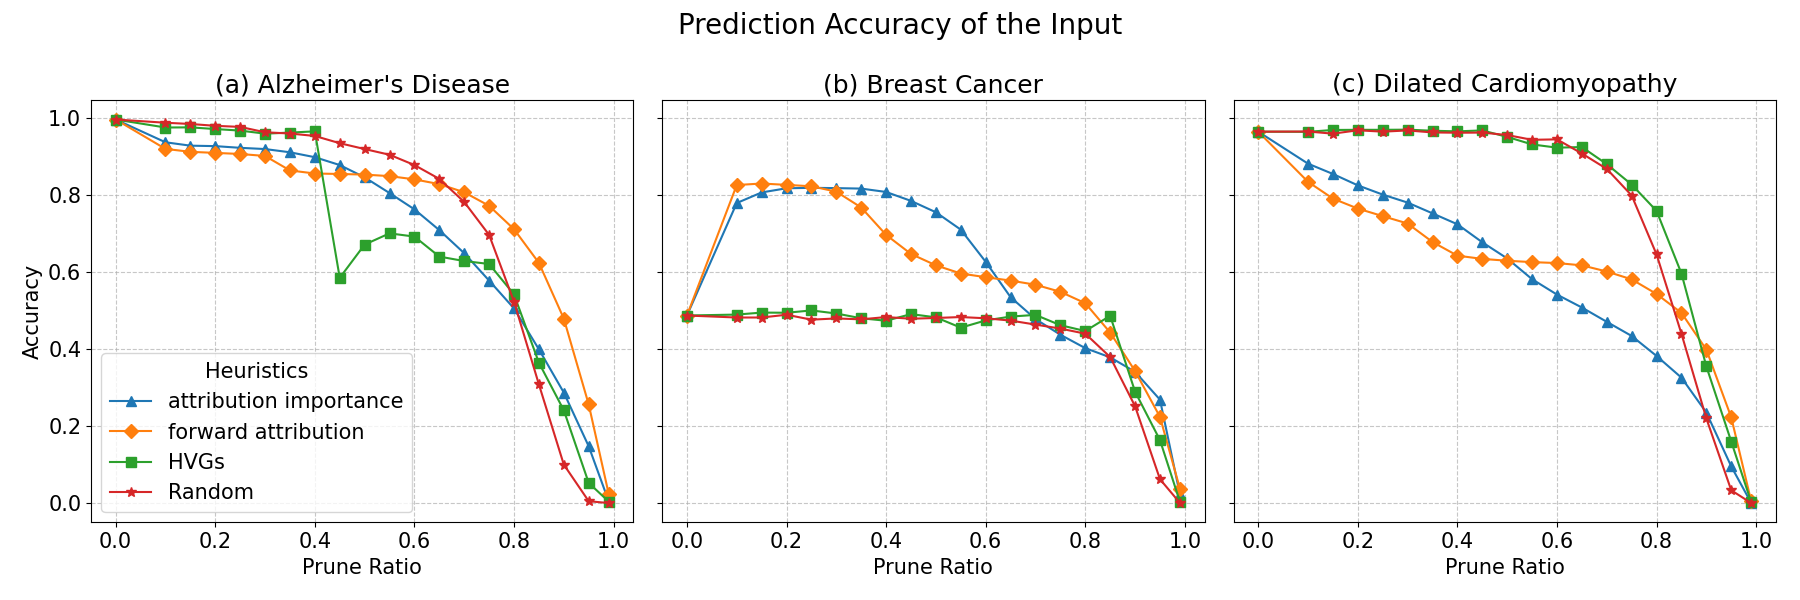 Prediction Accuracy of the Input
(a) Alzheimer's Disease
(b) Breast Cancer
(c) Dilated Cardiomyopathy
Accuracy
1.0
0.8
0.6
0.4
0.2
0.0
Heuristics
attribution importance
forward attribution
HVGs
Random
0.0 0.2 0.4 0.6 0.8 1.0
0.0 0.2 0.4 0.6 0.8 1.0
0.0 0.2 0.4 0.6 0.8 1.0
Prune Ratio
Prune Ratio
Prune Ratio